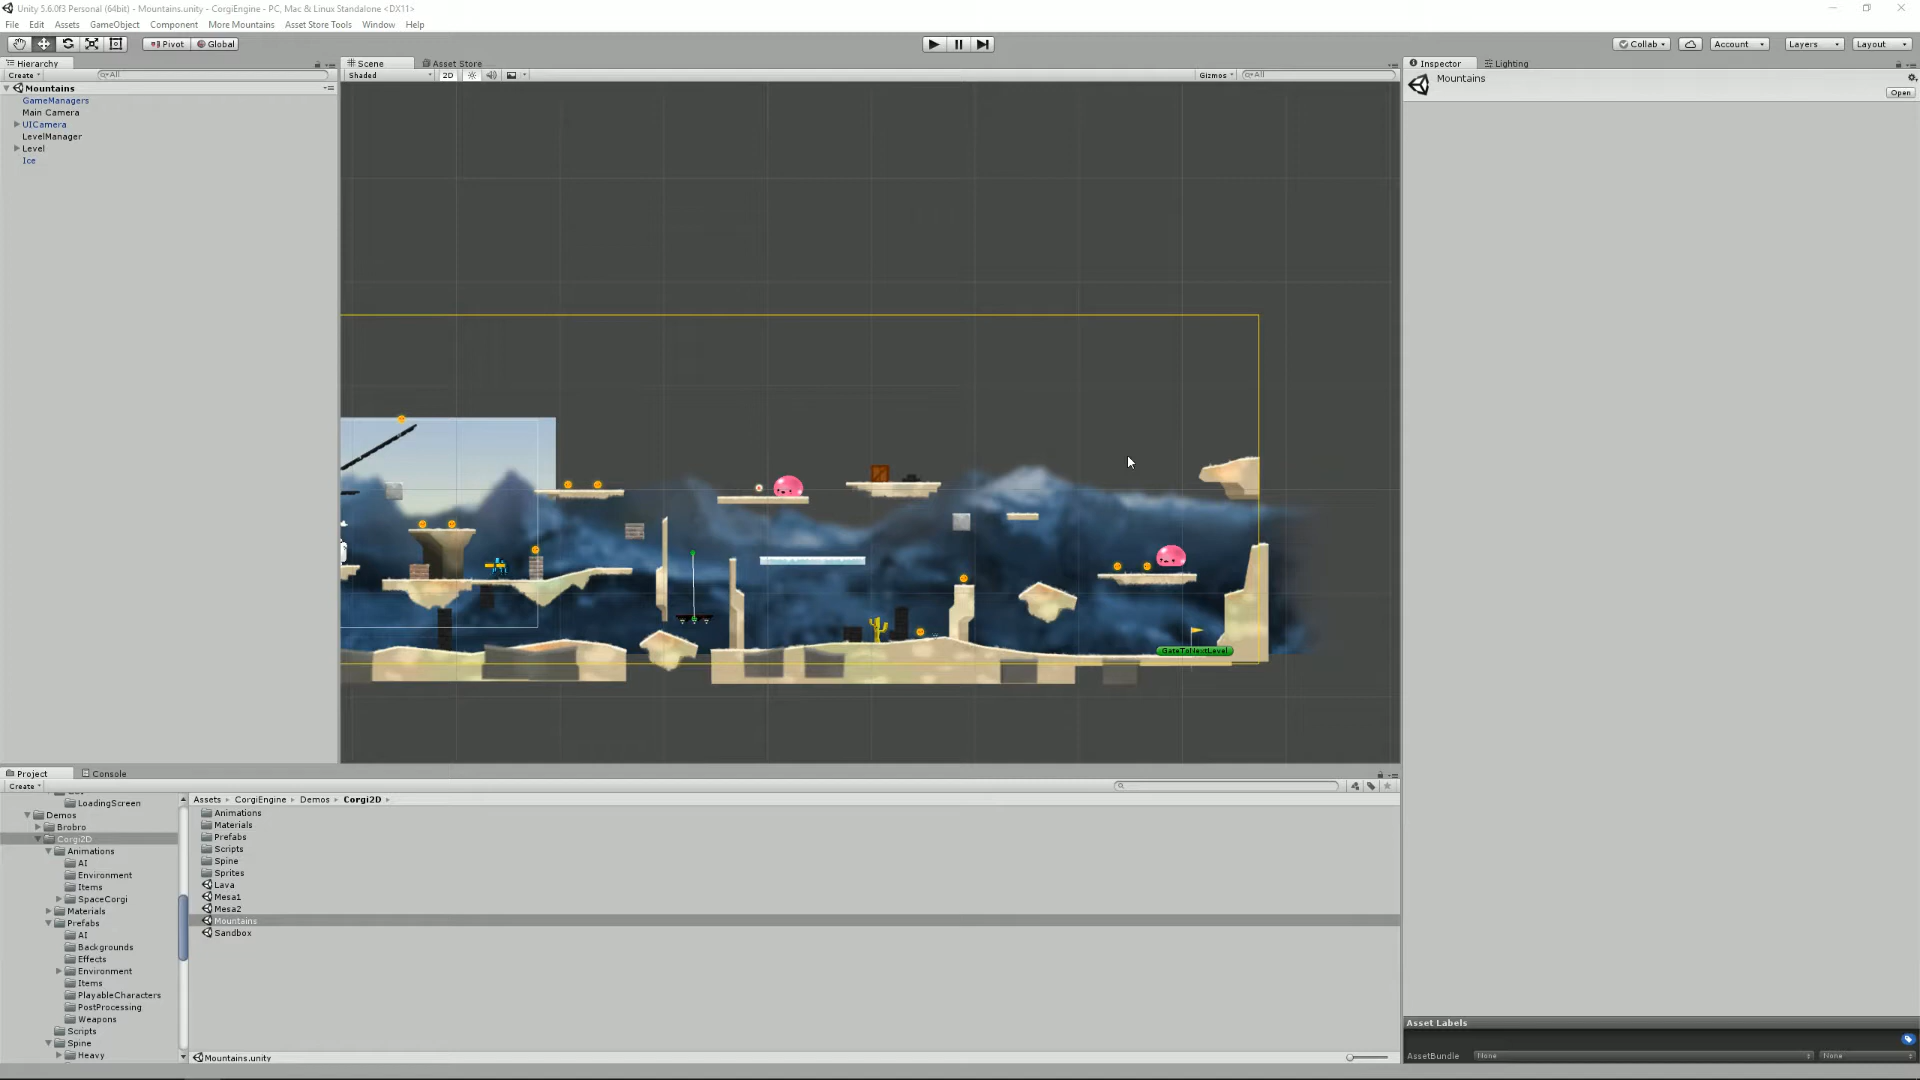 Unity 5.6.0f3 Personal (64bit) - Mountains.unity - CorgiEngine - PC, Mac & Linux Standalone <DX11>
File Edit Assets GameObject Component More Mountains Asset Store Tools Window Help
Pivot Global Collab Account Layers Layout
Hierarchy
Create All
Mountains
GameManagers
Main Camera
UICamera
LevelManager
Level
Ice
Scene Asset Store
Shaded 2D Gizmos All
GateToNextLevel
Inspector Lighting
Mountains
Open
Project Console
Create
LoadingScreen
Demos
Brobro
Corgi2D
Animations
AI
Environment
Items
SpaceCorgi
Materials
Prefabs
AI
Backgrounds
Effects
Environment
Items
PlayableCharacters
PostProcessing
Weapons
Scripts
Spine
Heavy
Assets CorgiEngine Demos Corgi2D
Animations
Materials
Prefabs
Scripts
Spine
Sprites
Lava
Mesa1
Mesa2
Mountains
Sandbox
Mountains.unity
Asset Labels
AssetBundle None None